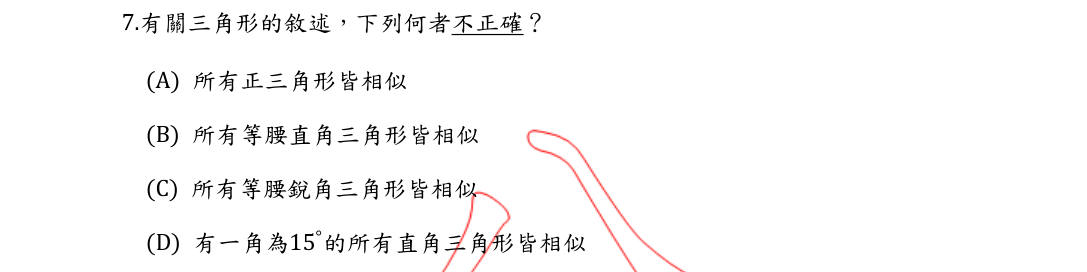 7.有關三角形的敘述，下列何者不正確？
(A) 所有正三角形皆相似
(B) 所有等腰直角三角形皆相似
(C) 所有等腰銳角三角形皆相似
(D) 有一角為15°的所有直角三角形皆相似